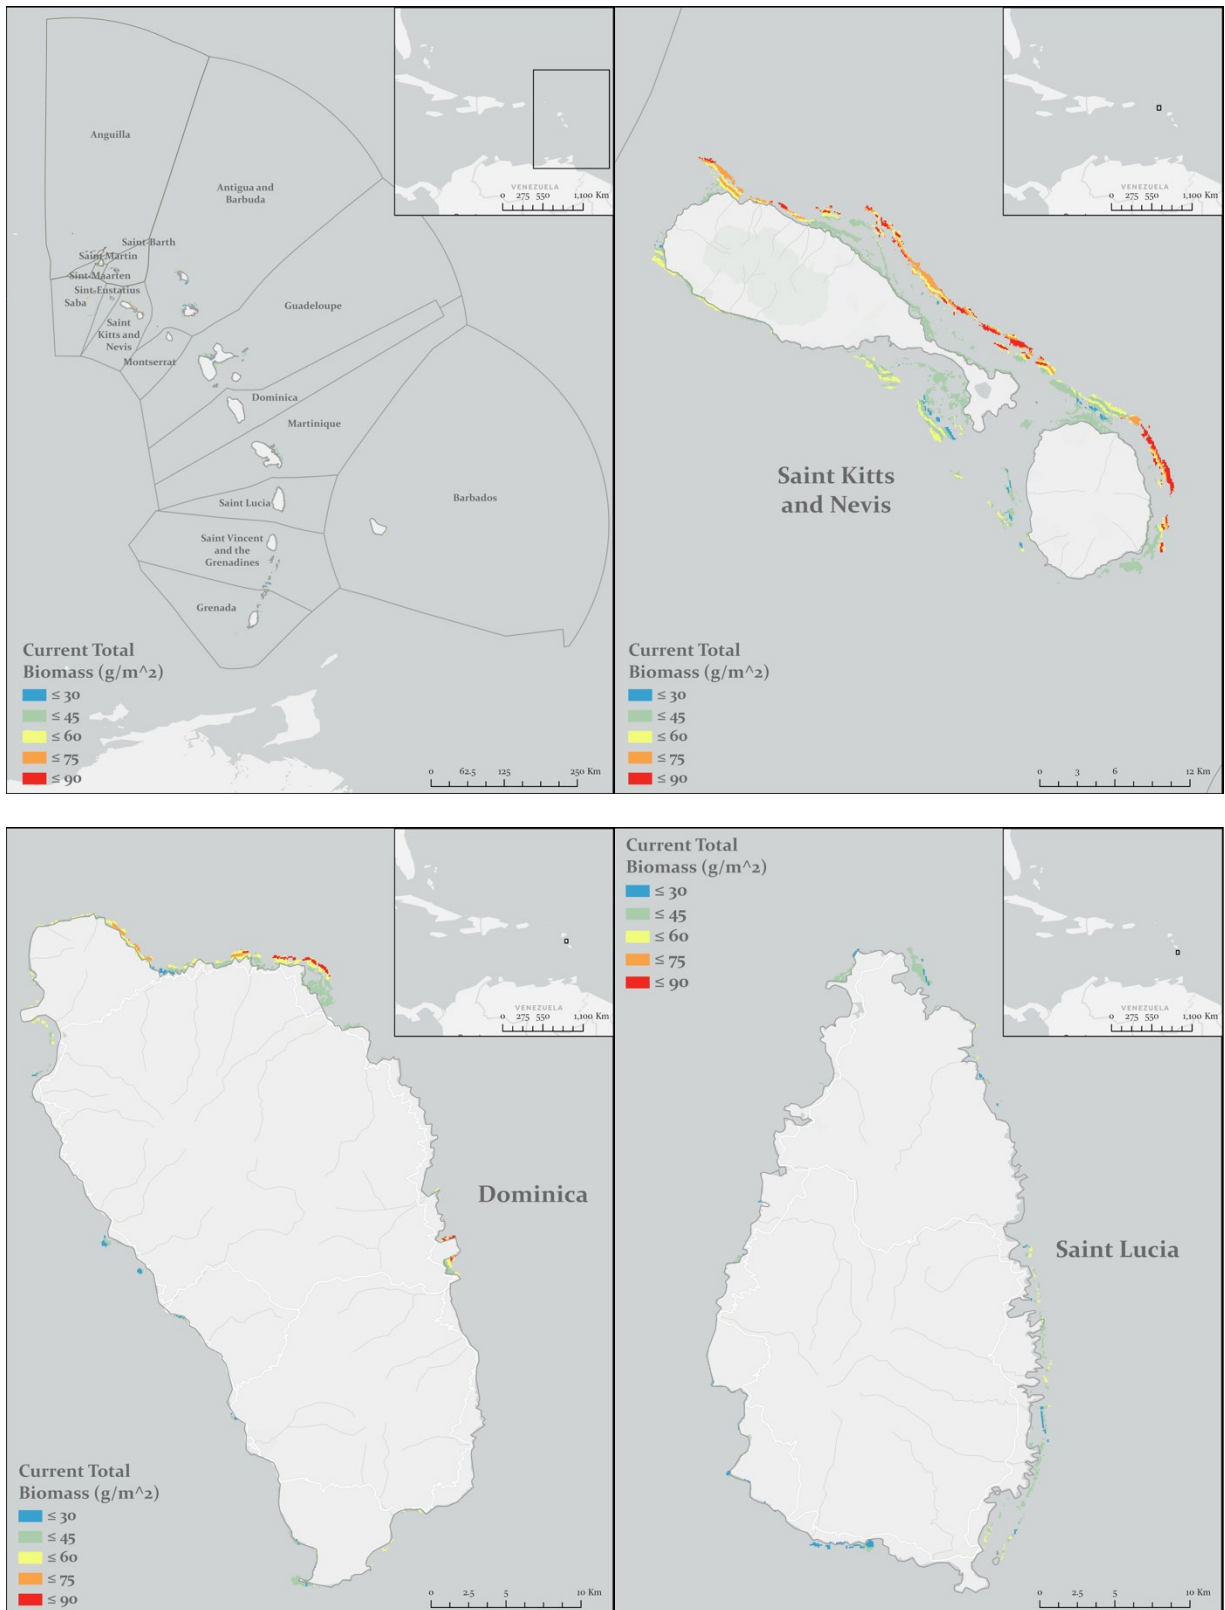 Anguilla
Antigua and
Barbuda
Saint-Barth
Saint-Martin
Sint-Maarten
Sint-Eustatius
Saba
Saint
Kitts and
Nevis
Montserrat
Guadeloupe
Dominica
Martinique
Saint Lucia
Barbados
Saint Vincent
and the
Grenadines
Grenada
VENEZUELA
0 275 550 1,100 Km
Current Total
Biomass (g/m^2)
≤ 30
≤ 45
≤ 60
≤ 75
≤ 90
0 62.5 125 250 Km
VENEZUELA
0 275 550 1,100 Km
Saint Kitts
and Nevis
Current Total
Biomass (g/m^2)
≤ 30
≤ 45
≤ 60
≤ 75
≤ 90
0 3 6 12 Km
VENEZUELA
0 275 550 1,100 Km
Dominica
Current Total
Biomass (g/m^2)
≤ 30
≤ 45
≤ 60
≤ 75
≤ 90
0 2.5 5 10 Km
Current Total
Biomass (g/m^2)
≤ 30
≤ 45
≤ 60
≤ 75
≤ 90
VENEZUELA
0 275 550 1,100 Km
Saint Lucia
0 2.5 5 10 Km